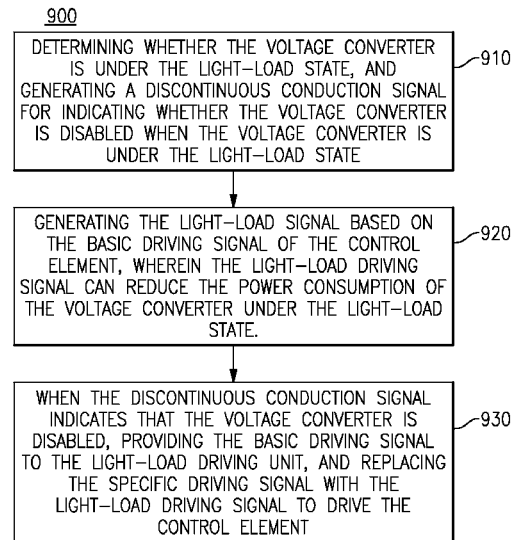 900
DETERMINING WHETHER THE VOLTAGE CONVERTER
IS UNDER THE LIGHT-LOAD STATE, AND
GENERATING A DISCONTINUOUS CONDUCTION SIGNAL
FOR INDICATING WHETHER THE VOLTAGE CONVERTER
IS DISABLED WHEN THE VOLTAGE CONVERTER IS
UNDER THE LIGHT-LOAD STATE
910
GENERATING THE LIGHT-LOAD SIGNAL BASED ON
THE BASIC DRIVING SIGNAL OF THE CONTROL
ELEMENT, WHEREIN THE LIGHT-LOAD DRIVING
SIGNAL CAN REDUCE THE POWER CONSUMPTION OF
THE VOLTAGE CONVERTER UNDER THE LIGHT-LOAD
STATE.
920
WHEN THE DISCONTINUOUS CONDUCTION SIGNAL
INDICATES THAT THE VOLTAGE CONVERTER IS
DISABLED, PROVIDING THE BASIC DRIVING SIGNAL
TO THE LIGHT-LOAD DRIVING UNIT, AND REPLACING
THE SPECIFIC DRIVING SIGNAL WITH THE
LIGHT-LOAD DRIVING SIGNAL TO DRIVE THE
CONTROL ELEMENT
930